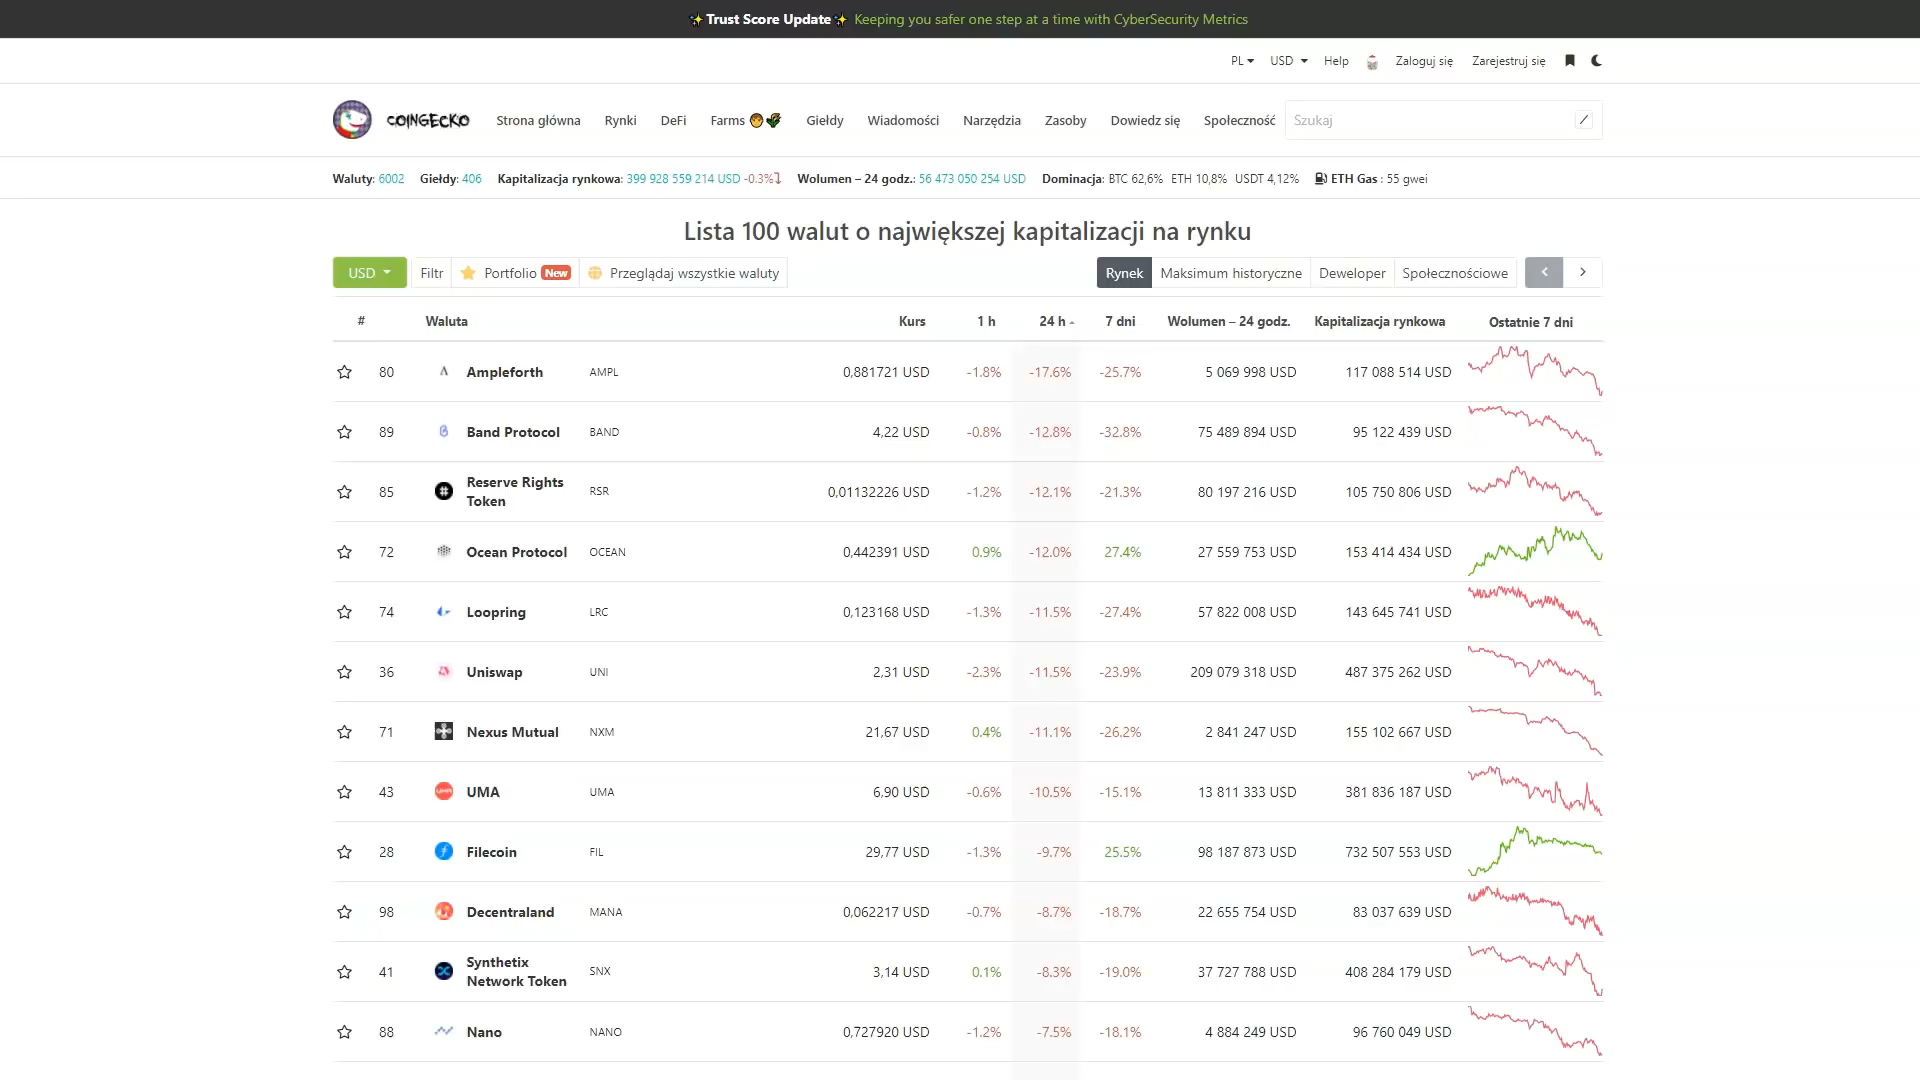 ✨Trust Score Update✨ Keeping you safer one step at a time with CyberSecurity Metrics
PL USD Help Zaloguj się Zarejestruj się
COINGECKO Strona główna Rynki DeFi Farms Giełdy Wiadomości Narzędzia Zasoby Dowiedz się Społeczność Szukaj /
Waluty: 6002 Giełdy: 406 Kapitalizacja rynkowa: 399 928 559 214 USD -0.3% Wolumen – 24 godz.: 56 473 050 254 USD Dominacja: BTC 62,6% ETH 10,8% USDT 4,12% ETH Gas : 55 gwei
Lista 100 walut o największej kapitalizacji na rynku
USD Filtr Portfolio New Przeglądaj wszystkie waluty Rynek Maksimum historyczne Deweloper Społecznościowe
# Waluta Kurs 1 h 24 h 7 dni Wolumen – 24 godz. Kapitalizacja rynkowa Ostatnie 7 dni
80 Ampleforth AMPL 0,881721 USD -1.8% -17.6% -25.7% 5 069 998 USD 117 088 514 USD
89 Band Protocol BAND 4,22 USD -0.8% -12.8% -32.8% 75 489 894 USD 95 122 439 USD
85 Reserve Rights Token RSR 0,01132226 USD -1.2% -12.1% -21.3% 80 197 216 USD 105 750 806 USD
72 Ocean Protocol OCEAN 0,442391 USD 0.9% -12.0% 27.4% 27 559 753 USD 153 414 434 USD
74 Loopring LRC 0,123168 USD -1.3% -11.5% -27.4% 57 822 008 USD 143 645 741 USD
36 Uniswap UNI 2,31 USD -2.3% -11.5% -23.9% 209 079 318 USD 487 375 262 USD
71 Nexus Mutual NXM 21,67 USD 0.4% -11.1% -26.2% 2 841 247 USD 155 102 667 USD
43 UMA UMA 6,90 USD -0.6% -10.5% -15.1% 13 811 333 USD 381 836 187 USD
28 Filecoin FIL 29,77 USD -1.3% -9.7% 25.5% 98 187 873 USD 732 507 553 USD
98 Decentraland MANA 0,062217 USD -0.7% -8.7% -18.7% 22 655 754 USD 83 037 639 USD
41 Synthetix Network Token SNX 3,14 USD 0.1% -8.3% -19.0% 37 727 788 USD 408 284 179 USD
88 Nano NANO 0,727920 USD -1.2% -7.5% -18.1% 4 884 249 USD 96 760 049 USD